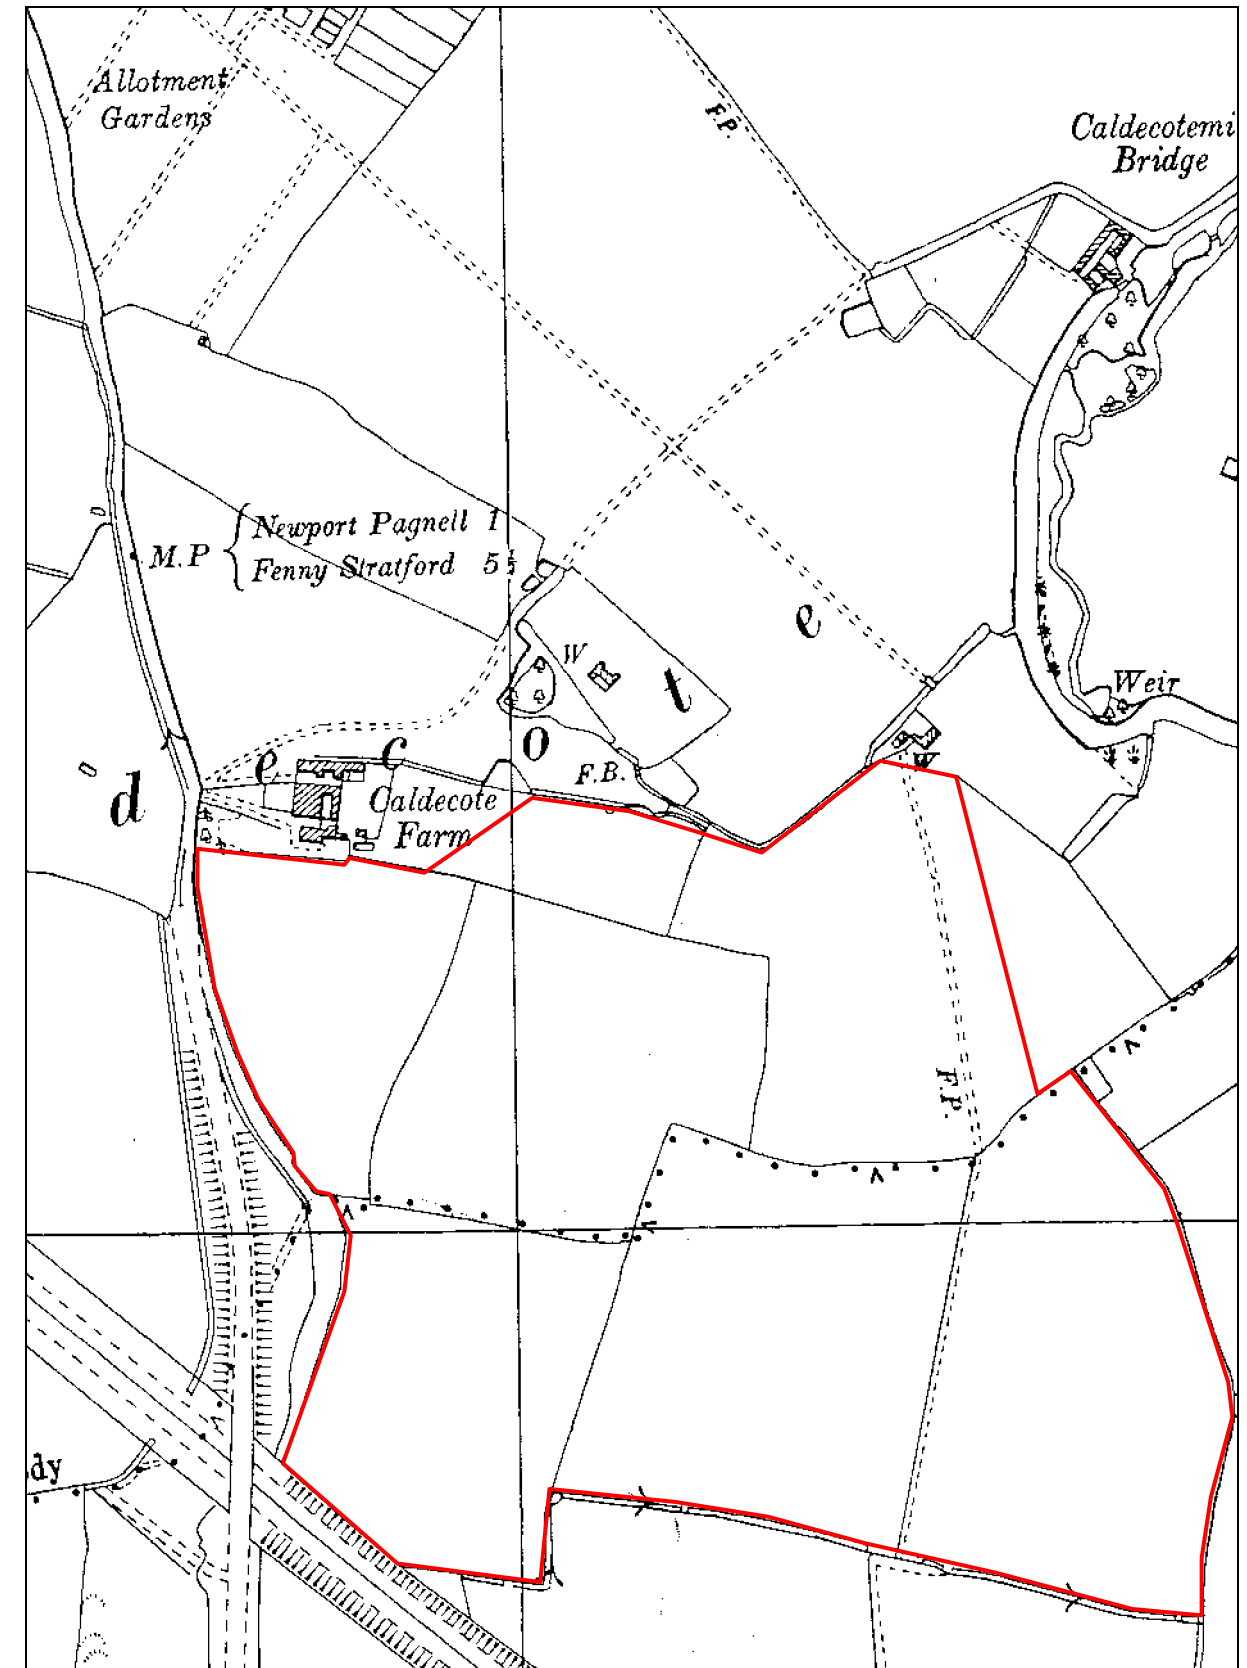 Allotment
Gardens
F.P.
Caldecotemi
Bridge
M.P
Newport Pagnell 1
Fenny Stratford 5½
e
W
t
Weir
d
e
c
o
F.B.
W
Caldecote
Farm
F.P.
dy